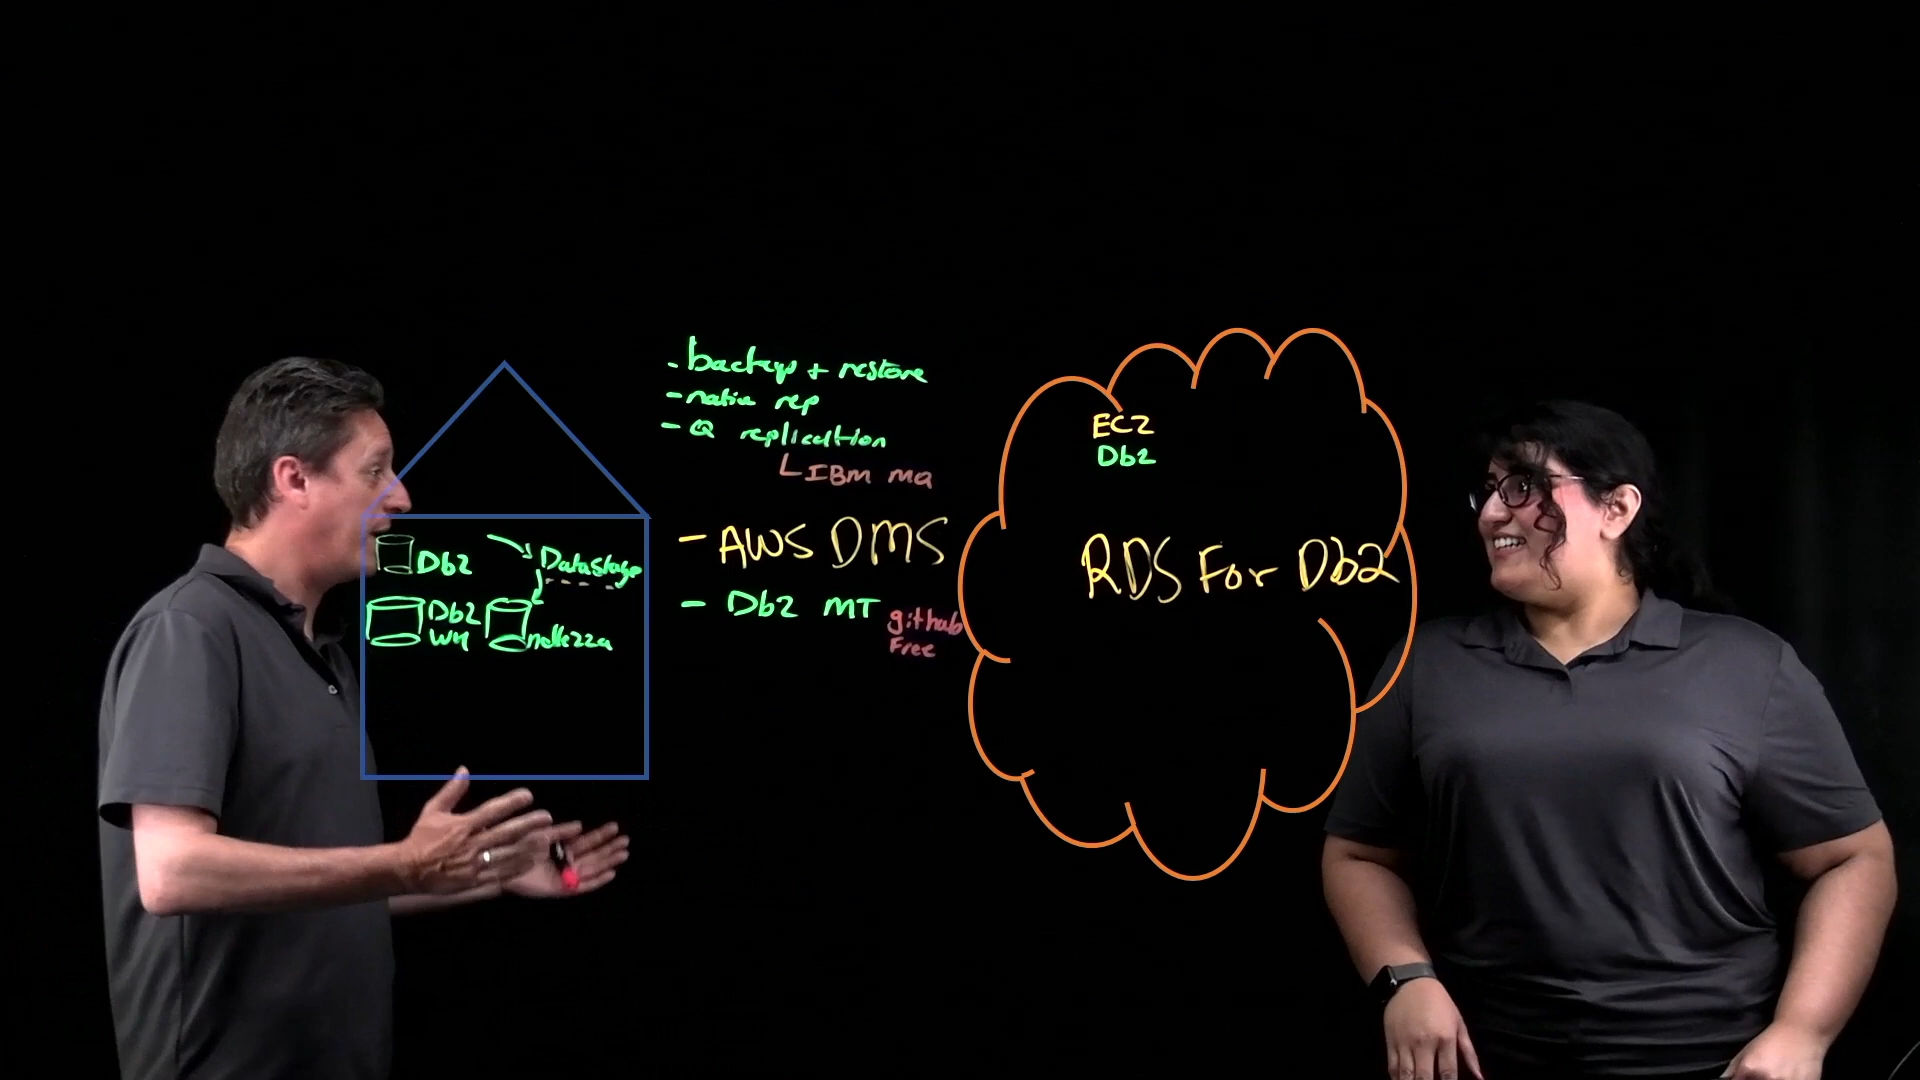 Db2
Datastage
Db2
WH
netezza
- backup + restore
- native rep
- Q replication
IBM MQ
- AWS DMS
- Db2 MT
github
Free
EC2
Db2
RDS For Db2